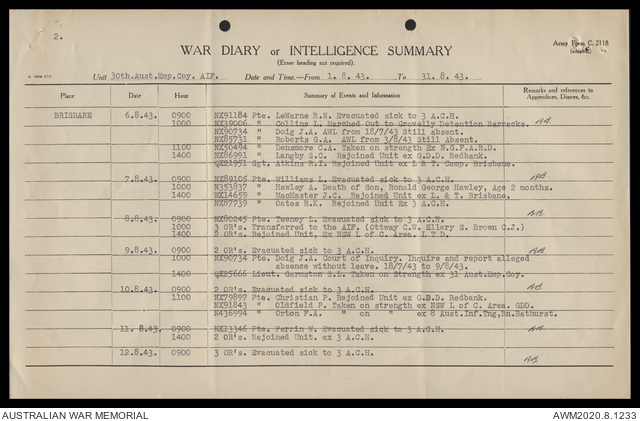 2.
WAR DIARY or INTELLIGENCE SUMMARY
Army Form C. 2118
(Erase heading not required).
Unit 30th.Aust.Emp.Coy. AIF. Date and Time.—From 1. 8. 43. To 31. 8. 43.
Place Date Hour Summary of Events and Information Remarks and references to Appendices, Diaries, &c.
BRISBANE 6.8.43. 0900 NX91184 Pte. LeWarne R.N. Evacuated sick to 3 A.C.H.
1000 NX39006 " Collins L. Marched Out to Grovelly Detention Barracks.
NX90734 " Doig J.A. AWL from 18/7/43 Still absent.
NX85731 " Roberts G.A. AWL from 3/8/43 Still absent.
1100 NX50494 " Densmore C.A. Taken on strength Ex N.G.F.A.R.D.
1400 NX86991 " Langby S.C. Rejoined Unit ex G.D.D. Redbank.
QX21951 Sgt. Atkins R.I. Rejoined Unit ex L & T. Camp. Brisbane.
7.8.43. 0900 NX89105 Pte. Williams L. Evacuated sick to 3 A.C.H.
1000 N353837 " Hawley A. Death of Son, Ronald George Hawley, Age 2 months.
1400 WX14659 " MacMaster J.C. Rejoined Unit ex L. & T. Brisbane.
NX87739 " Oates R.K. Rejoined Unit Ex 3 A.C.H.
8.8.43. 0900 NX80245 Pte. Teeney L. Evacuated sick to 3 A.C.H.
1000 3 OR's. Transferred to the AIF. (Ottway C.W. Ellery S. Brown C.J.)
1400 2 OR's. Rejoined Unit, Ex NSW L of C. Area. L T D.
9.8.43. 0900 2 OR's. Evacuated sick to 3 A.C.H.
1000 NX90734 Pte. Doig J.A. Court of Inquiry. Inquire and report alleged
absence without leave. 18/7/43 to 9/8/43.
1400 QX25666 Lieut. Garmston S.L. Taken on Strength ex 31 Aust.Emp.Coy.
10.8.43. 0900 2 OR's. Evacuated sick to 3 A.C.H.
1100 NX79897 Pte. Christian P. Rejoined Unit ex G.D.D. Redbank.
NX91843 " Oldfield P. Taken on strength ex NSW L of C. Area. GDD.
N436994 " Orton F.A. " on " ex 8 Aust.Inf.Tng,Bn.Bathurst.
11. 8.43. 0900 NX13346 Pte. Perrin W. Evacuated sick to 3 A.C.H.
1400 2 OR's. Rejoined Unit. ex 3 A.C.H.
12.8.43. 0900 3 OR's. Evacuated sick to 3 A.C.H.
AUSTRALIAN WAR MEMORIAL AWM2020.8.1233